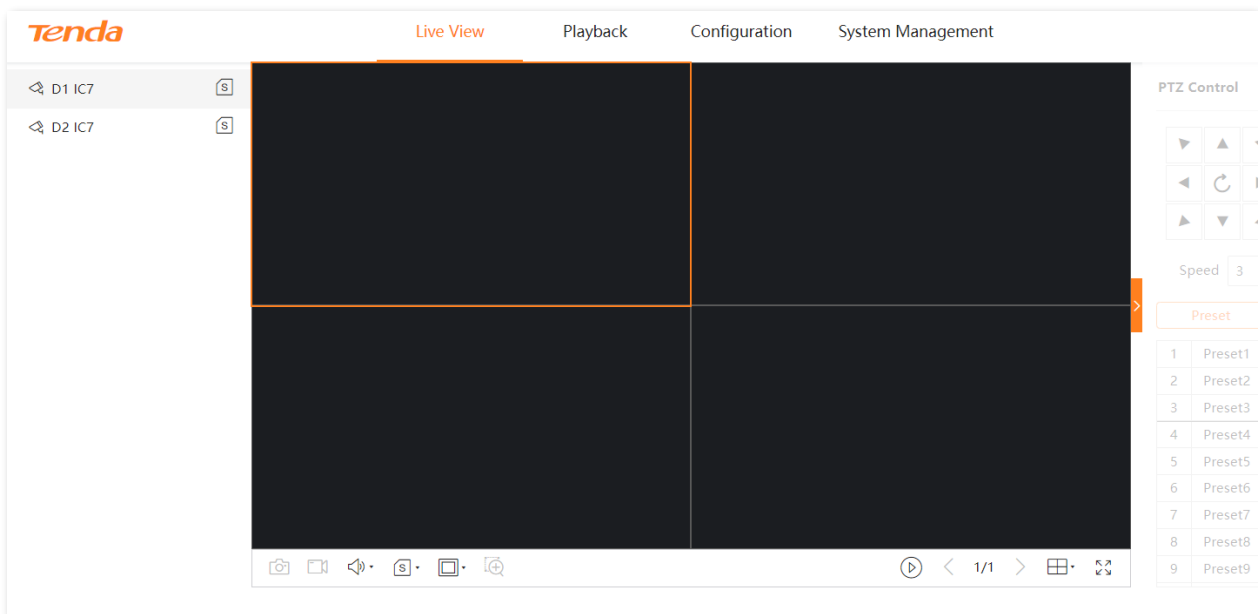 Tenda
Live View Playback Configuration System Management
D1 IC7 S
D2 IC7 S
PTZ Control
Speed 3
Preset
1 Preset1
2 Preset2
3 Preset3
4 Preset4
5 Preset5
6 Preset6
7 Preset7
8 Preset8
9 Preset9
S 1/1